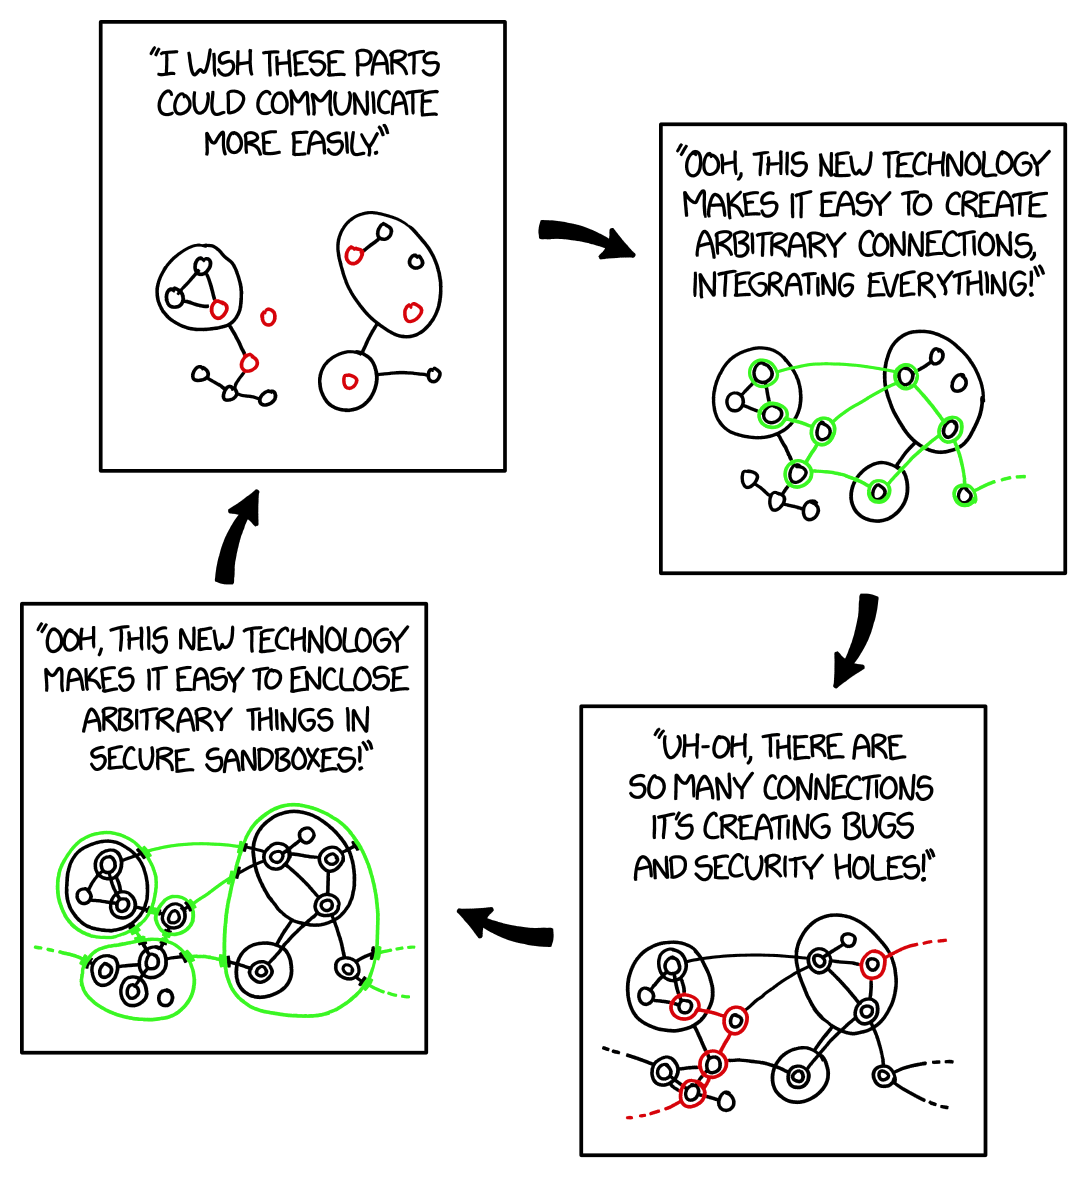 "I WISH THESE PARTS
COULD COMMUNICATE
MORE EASILY."
"OOH, THIS NEW TECHNOLOGY
MAKES IT EASY TO CREATE
ARBITRARY CONNECTIONS,
INTEGRATING EVERYTHING!"
"UH-OH, THERE ARE
SO MANY CONNECTIONS
IT'S CREATING BUGS
AND SECURITY HOLES!"
"OOH, THIS NEW TECHNOLOGY
MAKES IT EASY TO ENCLOSE
ARBITRARY THINGS IN
SECURE SANDBOXES!"